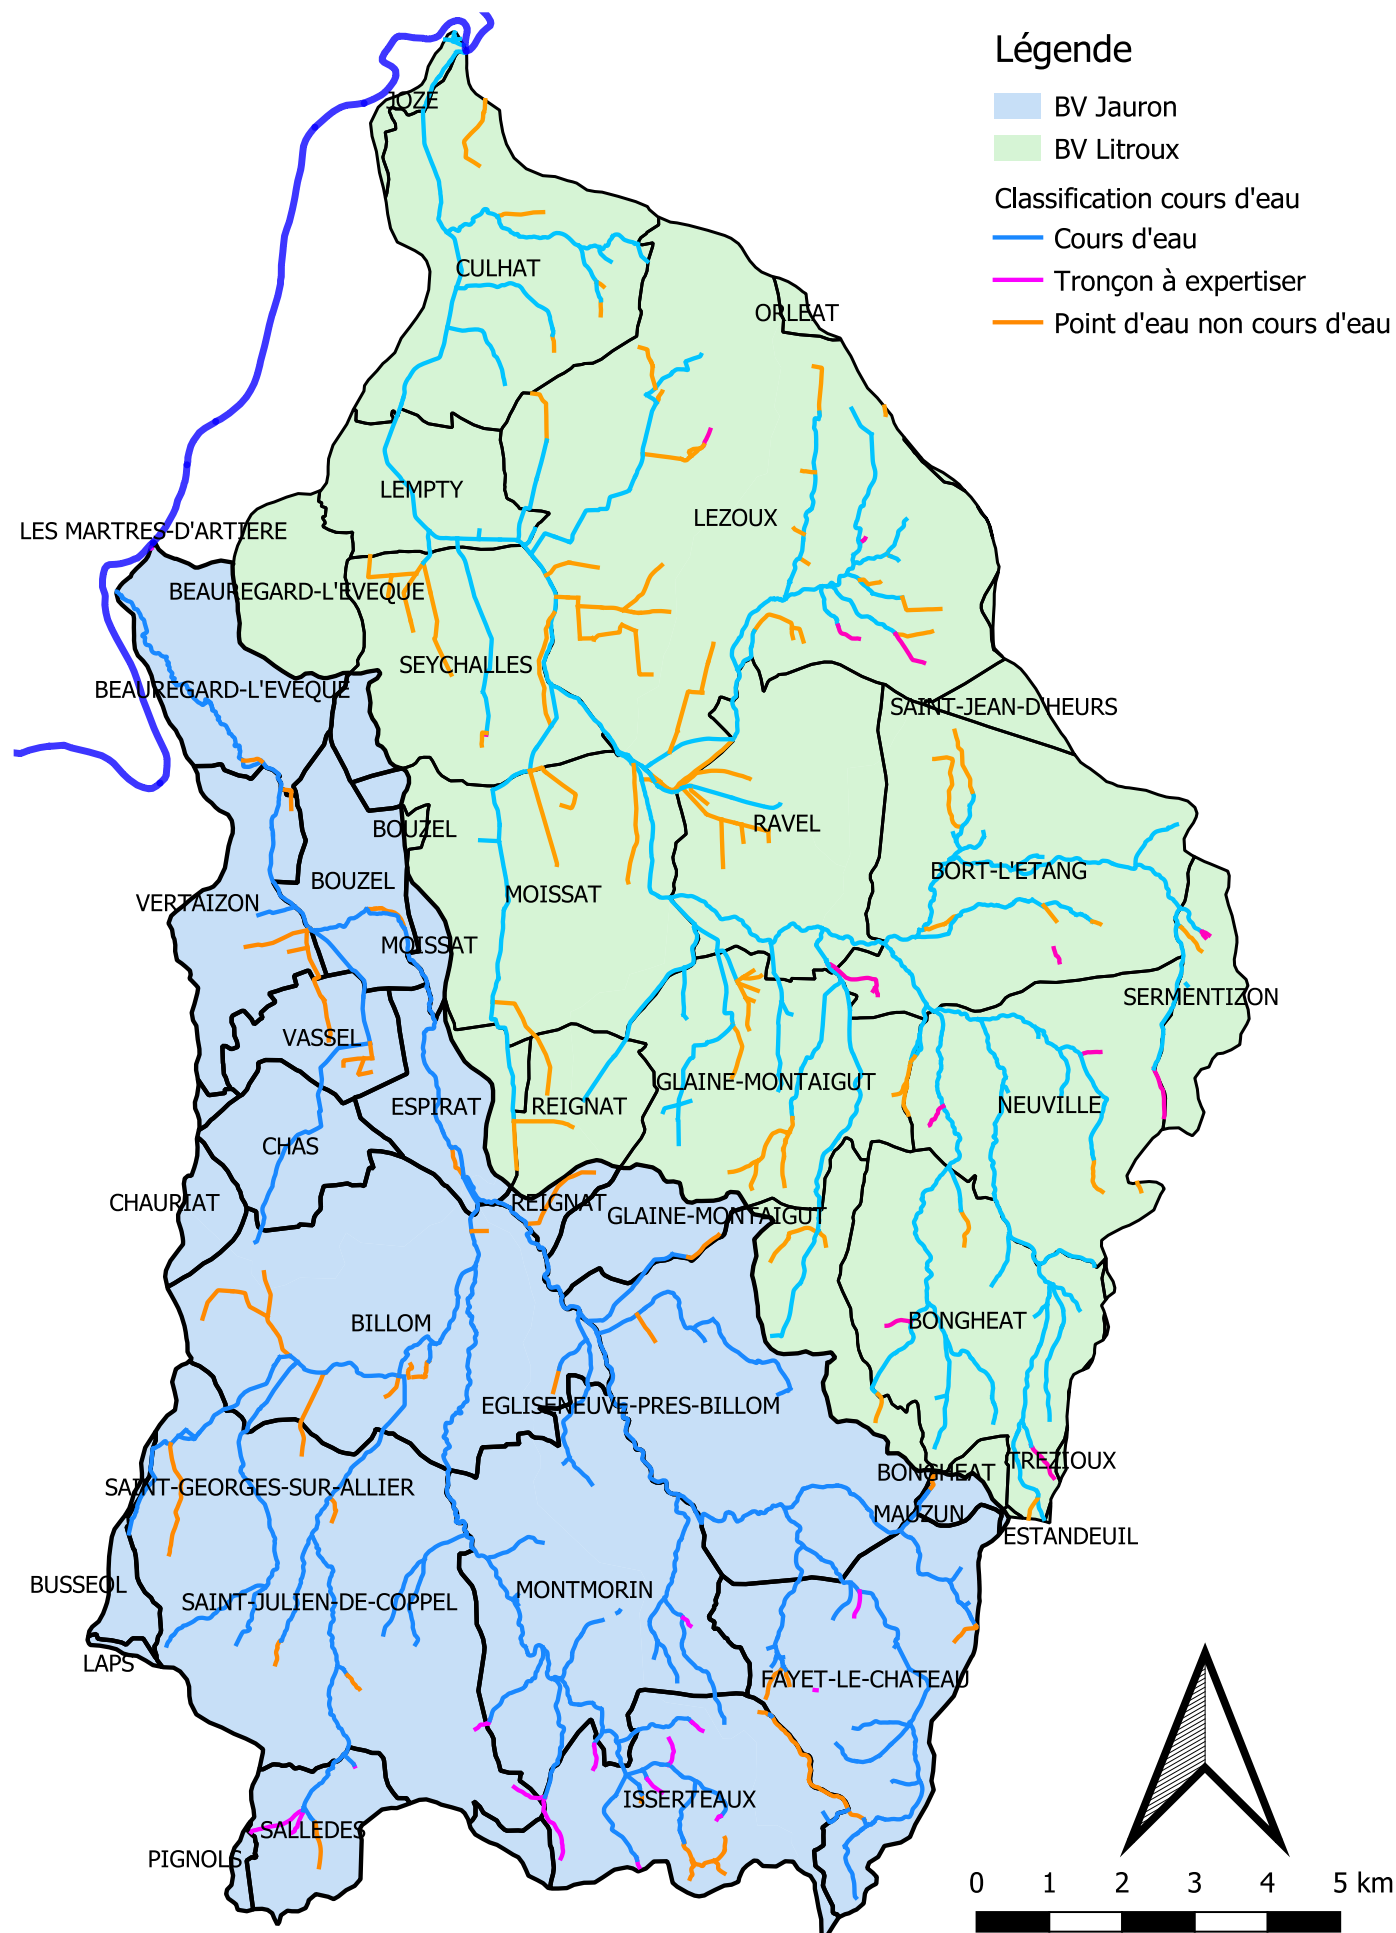 Légende
BV Jauron
BV Litroux
Classification cours d'eau
Cours d'eau
Tronçon à expertiser
Point d'eau non cours d'eau
JOZE
CULHAT
ORLEAT
LEMPTY
LEZOUX
LES MARTRES-D'ARTIERE
BEAUREGARD-L'EVEQUE
SEYCHALLES
BEAUREGARD-L'EVEQUE
SAINT-JEAN-D'HEURS
RAVEL
BOUZEL
BORT-L'ETANG
BOUZEL
MOISSAT
VERTAIZON
MOISSAT
SERMENTIZON
VASSEL
GLAINE-MONTAIGUT
ESPIRAT
REIGNAT
NEUVILLE
CHAS
CHAURIAT
REIGNAT
GLAINE-MONTAIGUT
BILLOM
BONGHEAT
EGLISENEUVE-PRES-BILLOM
TREZIOUX
BONGHEAT
SAINT-GEORGES-SUR-ALLIER
MAUZUN
ESTANDEUIL
BUSSEOL
MONTMORIN
SAINT-JULIEN-DE-COPPEL
LAPS
FAYET-LE-CHATEAU
ISSERTEAUX
SALLEDES
PIGNOLS
0 1 2 3 4 5 km